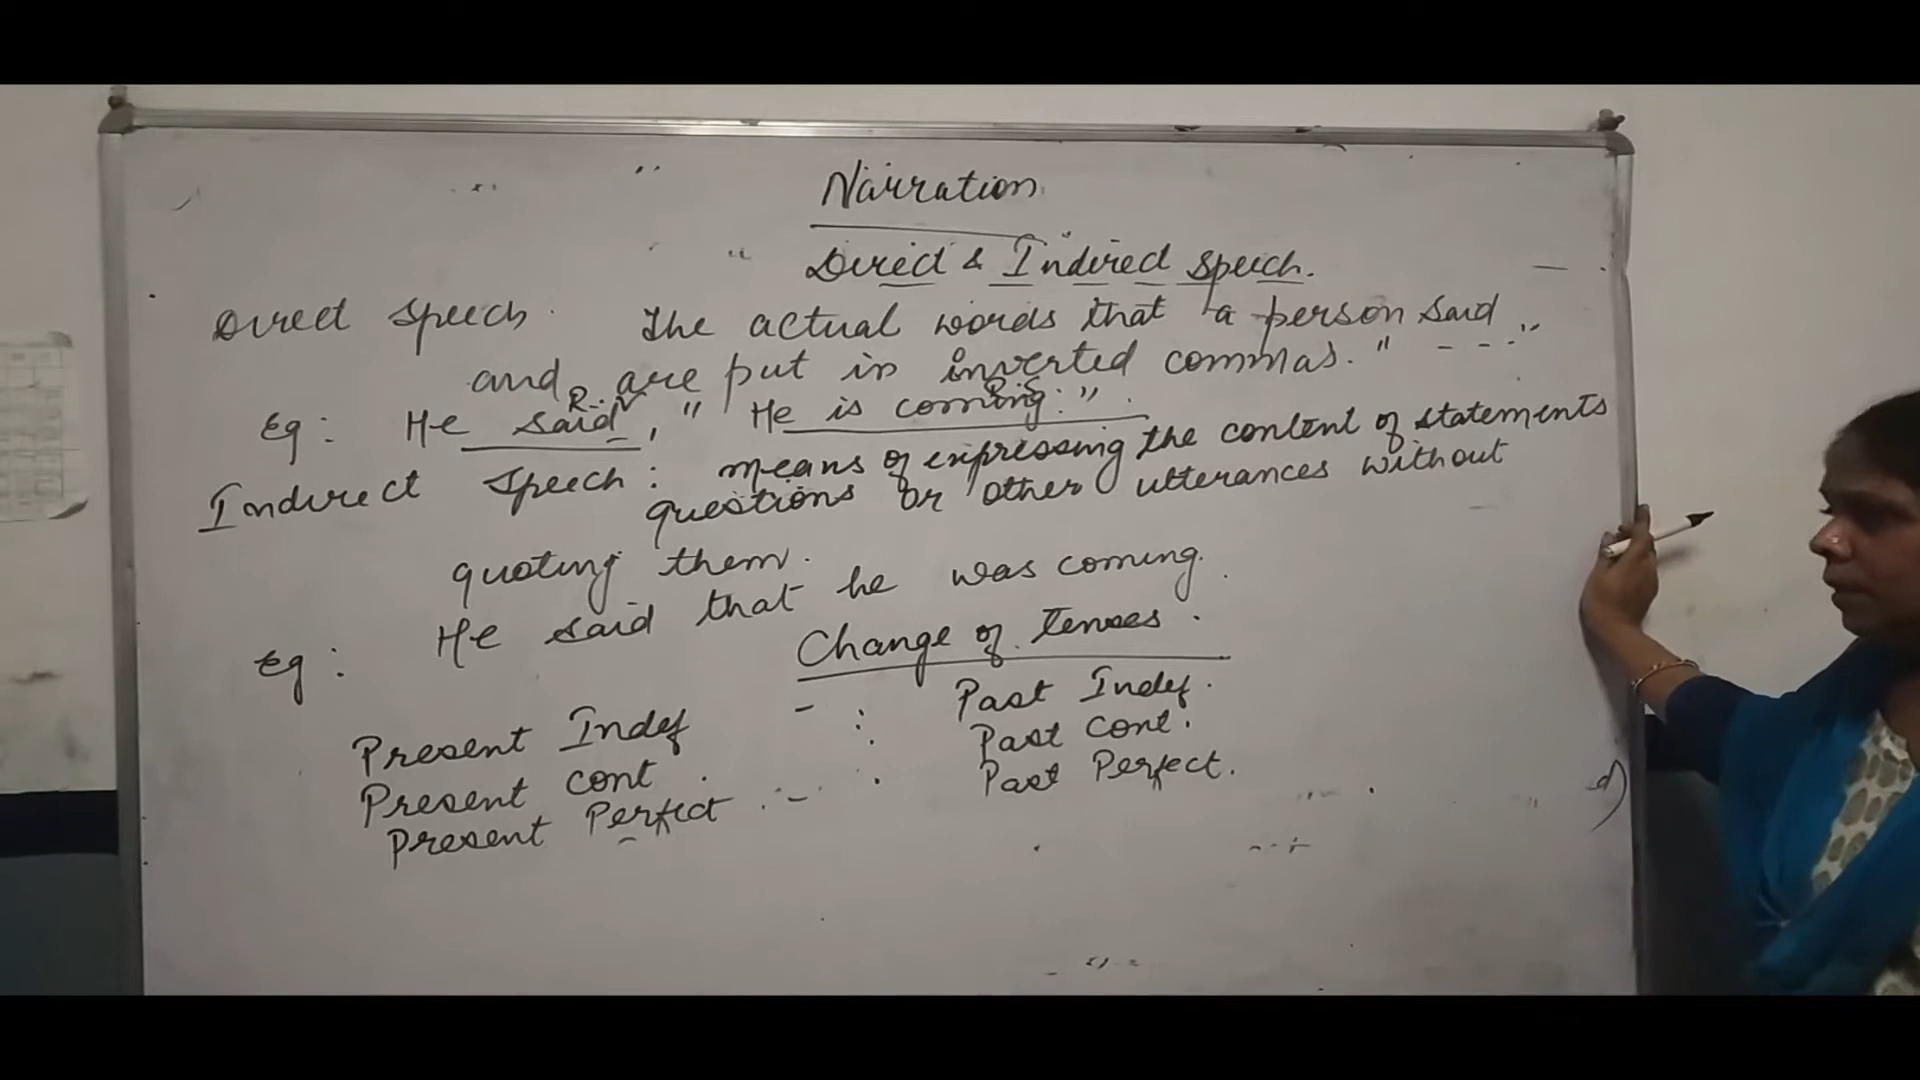 Narration
Direct & Indirect speech.
Direct speech. The actual words that a person said
and are put in inverted commas. " - - - "
R. V R.S
Eg: He said, " He is coming."
Indirect speech: means of expressing the content of statements
questions or other utterances without
quoting them.
Eg: He said that he was coming.
Change of Tenses.
Present Indef - : Past Indef.
Present cont . : Past cont.
Present Perfect - . Past Perfect.